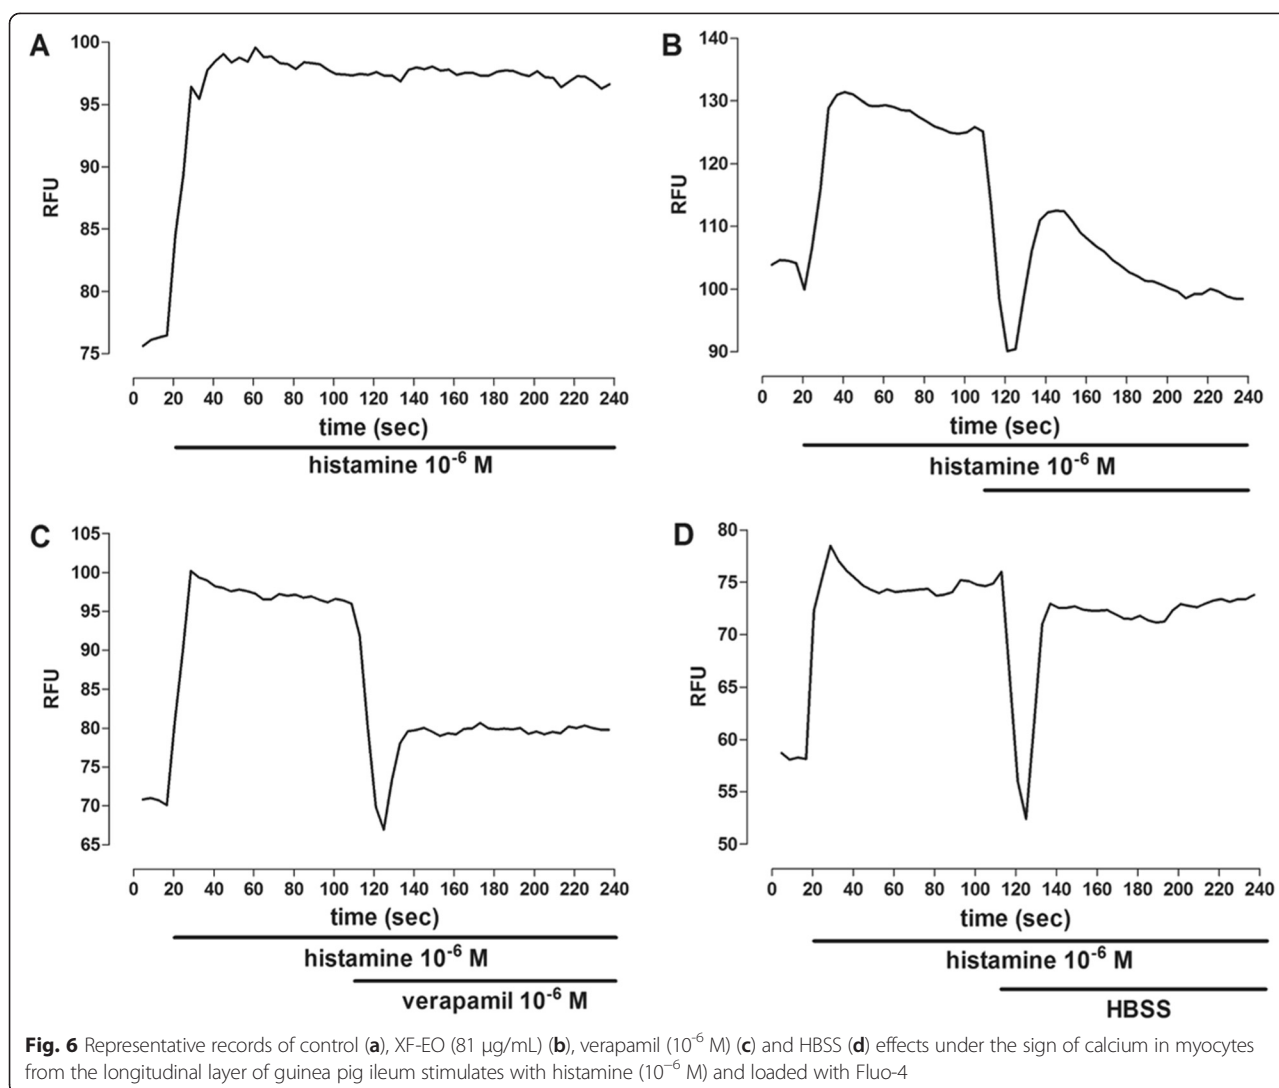 A
100
95
90
85
80
75
RFU
0 20 40 60 80 100 120 140 160 180 200 220 240
time (sec)
histamine 10⁻⁶ M
B
140
130
120
110
100
90
RFU
0 20 40 60 80 100 120 140 160 180 200 220 240
time (sec)
histamine 10⁻⁶ M
C
105
100
95
90
85
80
75
70
65
RFU
0 20 40 60 80 100 120 140 160 180 200 220 240
time (sec)
histamine 10⁻⁶ M
verapamil 10⁻⁶ M
D
80
75
70
65
60
55
50
RFU
0 20 40 60 80 100 120 140 160 180 200 220 240
time (sec)
histamine 10⁻⁶ M
HBSS
Fig. 6 Representative records of control (a), XF-EO (81 μg/mL) (b), verapamil (10⁻⁶ M) (c) and HBSS (d) effects under the sign of calcium in myocytes
from the longitudinal layer of guinea pig ileum stimulates with histamine (10⁻⁶ M) and loaded with Fluo-4